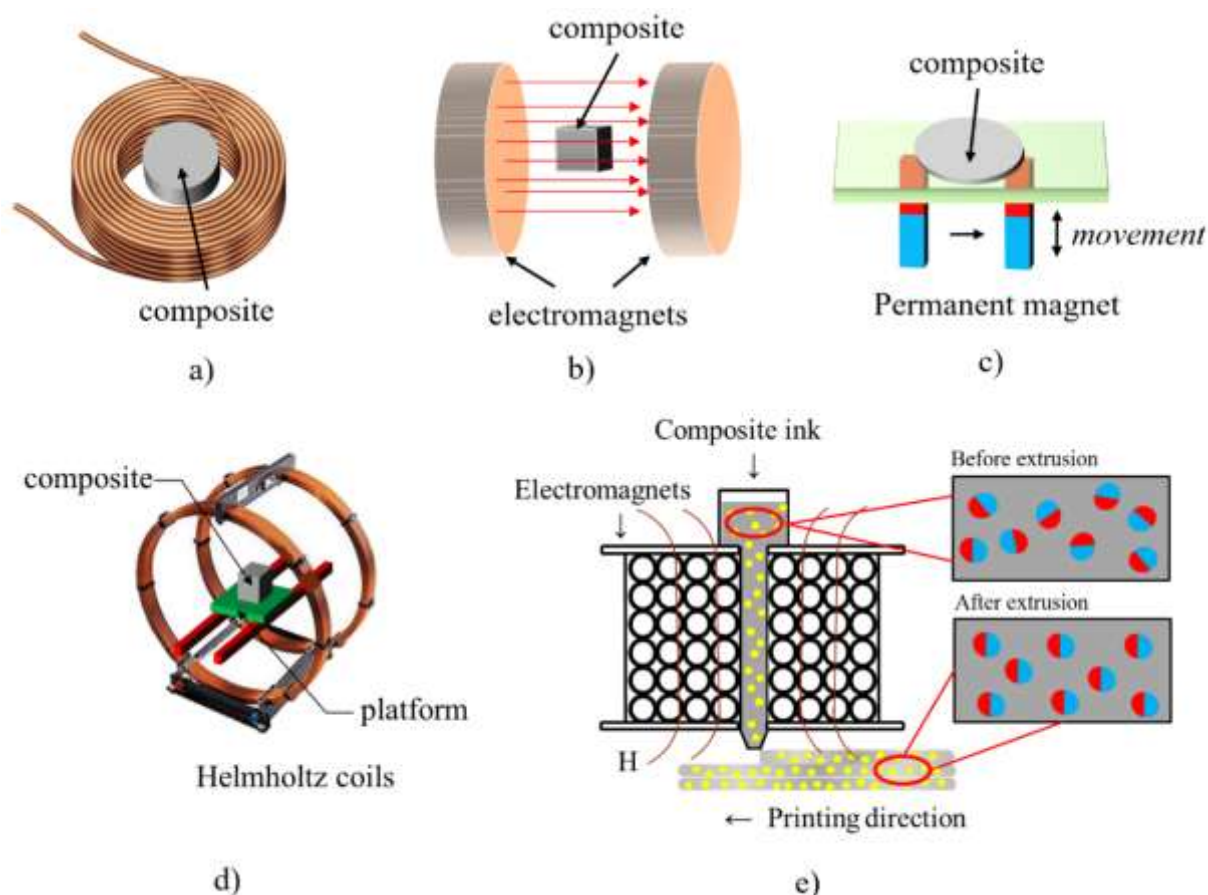 composite
a)
composite
electromagnets
b)
composite
movement
Permanent magnet
c)
composite
platform
Helmholtz coils
d)
Composite ink
Electromagnets
Before extrusion
After extrusion
H
← Printing direction
e)